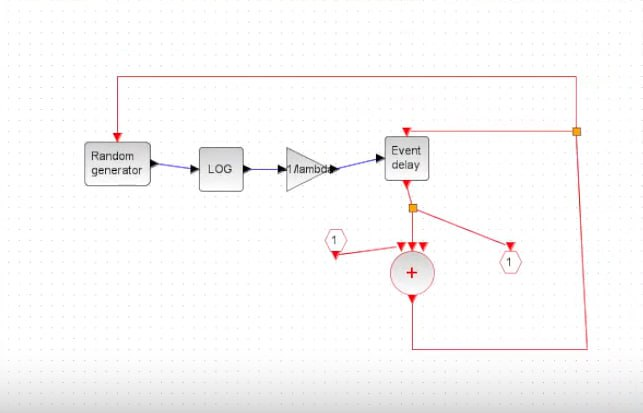 Random
generator
LOG
1/lambda
Event
delay
1
+
1